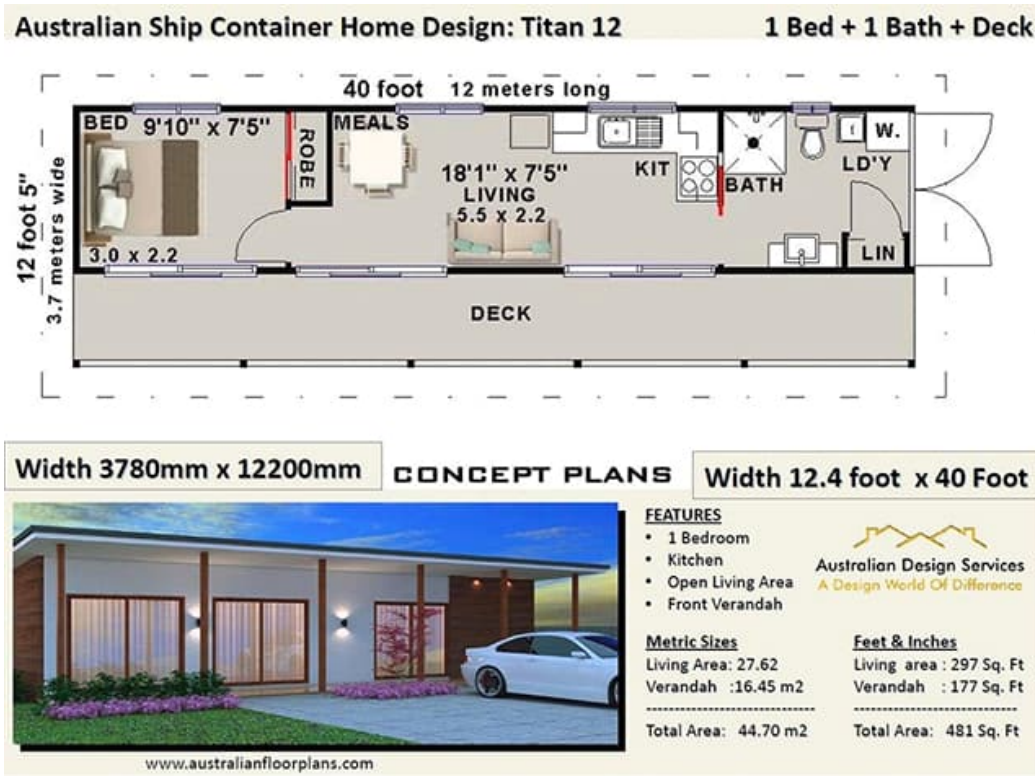 Australian Ship Container Home Design: Titan 12
1 Bed + 1 Bath + Deck
40 foot 12 meters long
12 foot 5"
3.7 meters wide
BED 9'10" x 7'5"
3.0 x 2.2
ROBE
MEALS
18'1" x 7'5"
LIVING
5.5 x 2.2
KIT
BATH
W.
LD'Y
LIN
DECK
Width 3780mm x 12200mm
CONCEPT PLANS
Width 12.4 foot x 40 Foot
FEATURES
• 1 Bedroom
• Kitchen
• Open Living Area
• Front Verandah
Australian Design Services
A Design World Of Difference
Metric Sizes
Living Area: 27.62
Verandah :16.45 m2
Total Area: 44.70 m2
Feet & Inches
Living area : 297 Sq. Ft
Verandah : 177 Sq. Ft
Total Area: 481 Sq. Ft
www.australianfloorplans.com